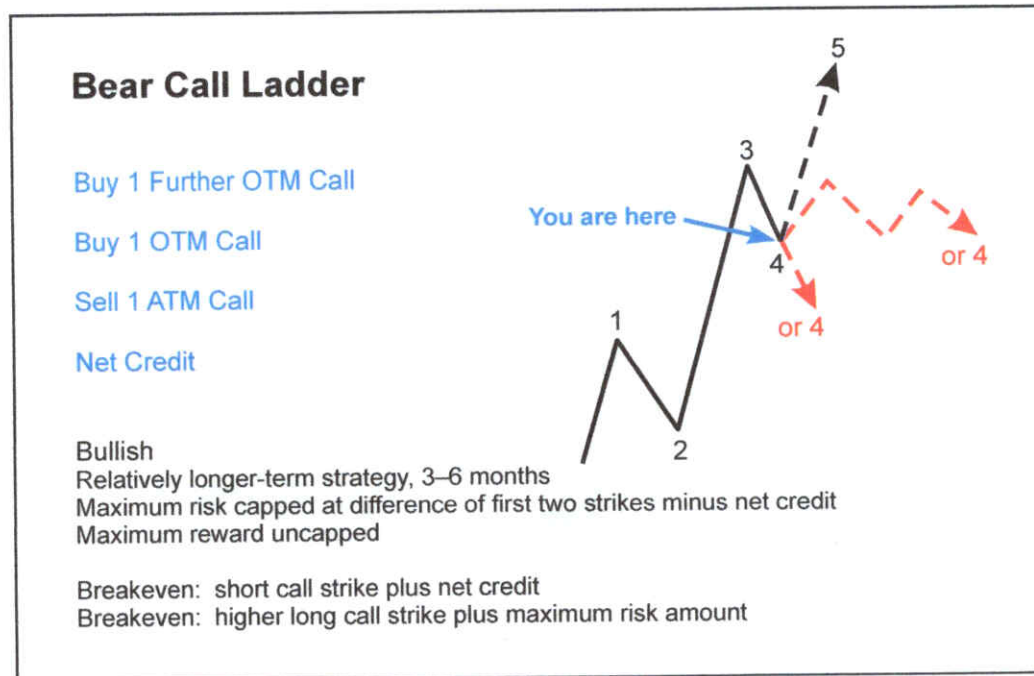 Bear Call Ladder
Buy 1 Further OTM Call
Buy 1 OTM Call
Sell 1 ATM Call
Net Credit
5
3
You are here
4
or 4
or 4
1
2
Bullish
Relatively longer-term strategy, 3–6 months
Maximum risk capped at difference of first two strikes minus net credit
Maximum reward uncapped
Breakeven: short call strike plus net credit
Breakeven: higher long call strike plus maximum risk amount